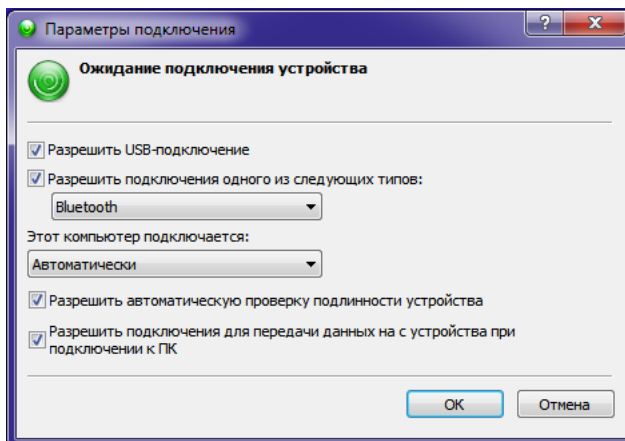 Параметры подключения
Ожидание подключения устройства
Разрешить USB-подключение
Разрешить подключения одного из следующих типов:
Bluetooth
Этот компьютер подключается:
Автоматически
Разрешить автоматическую проверку подлинности устройства
Разрешить подключения для передачи данных на с устройства при
подключении к ПК
ОК
Отмена